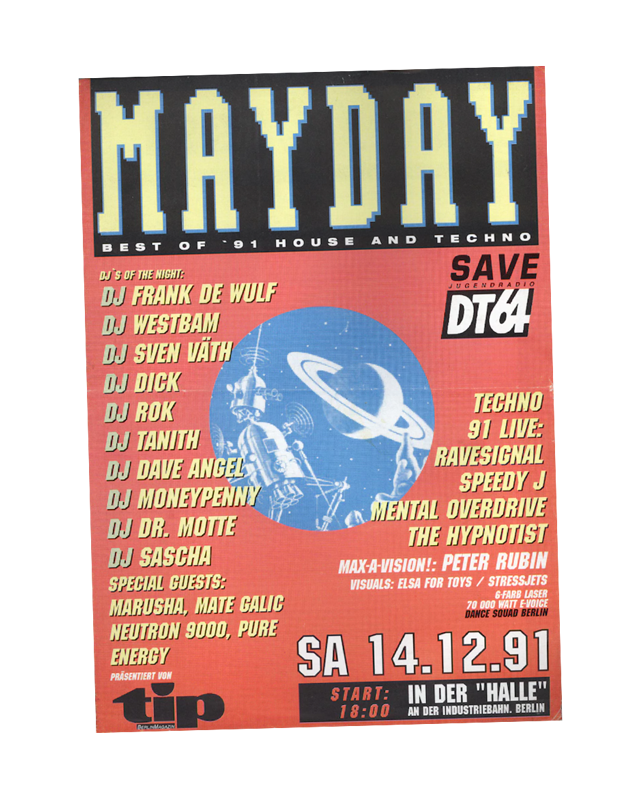 MAYDAY
BEST OF `91 HOUSE AND TECHNO
DJ`S OF THE NIGHT:
DJ FRANK DE WULF
DJ WESTBAM
DJ SVEN VÄTH
DJ DICK
DJ ROK
DJ TANITH
DJ DAVE ANGEL
DJ MONEYPENNY
DJ DR. MOTTE
DJ SASCHA
SPECIAL GUESTS:
MARUSHA, MATE GALIC
NEUTRON 9000, PURE
ENERGY
PRÄSENTIERT VON
tip
BERLINMAGAZIN
SAVE
JUGENDRADIO
DT64
TECHNO
91 LIVE:
RAVESIGNAL
SPEEDY J
MENTAL OVERDRIVE
THE HYPNOTIST
MAX-A-VISION!: PETER RUBIN
VISUALS: ELSA FOR TOYS / STRESSJETS
6-FARB LASER
70 000 WATT E-VOICE
DANCE SQUAD BERLIN
SA 14.12.91
START:
18:00
IN DER "HALLE"
AN DER INDUSTRIEBAHN. BERLIN